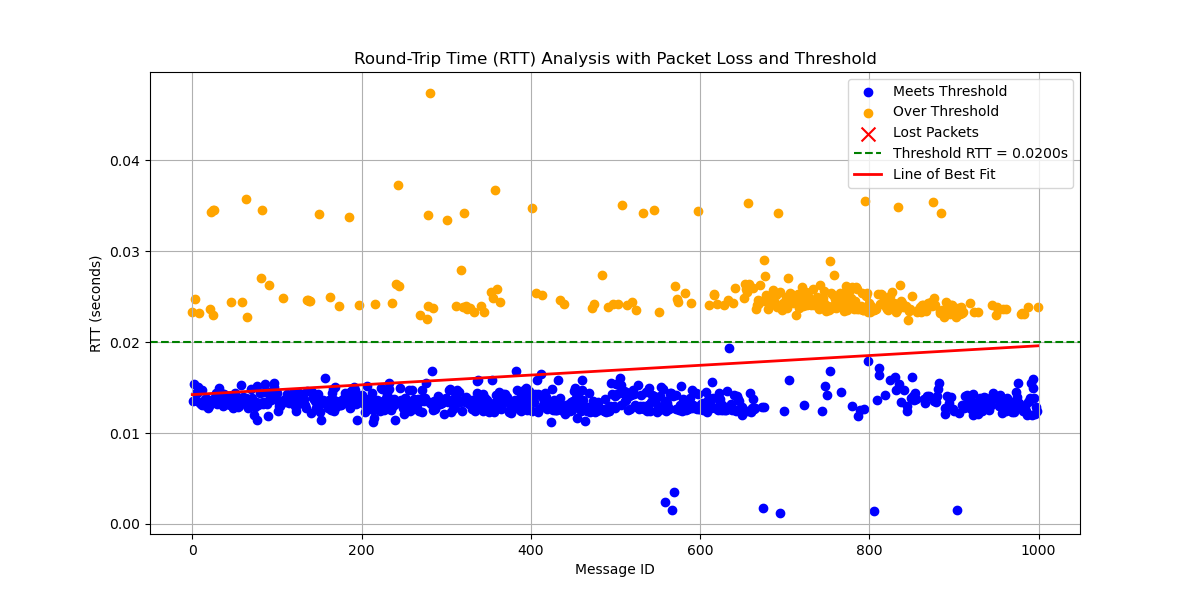 Round-Trip Time (RTT) Analysis with Packet Loss and Threshold
Meets Threshold
Over Threshold
Lost Packets
Threshold RTT = 0.0200s
Line of Best Fit
RTT (seconds)
0.04
0.03
0.02
0.01
0.00
0 200 400 600 800 1000
Message ID